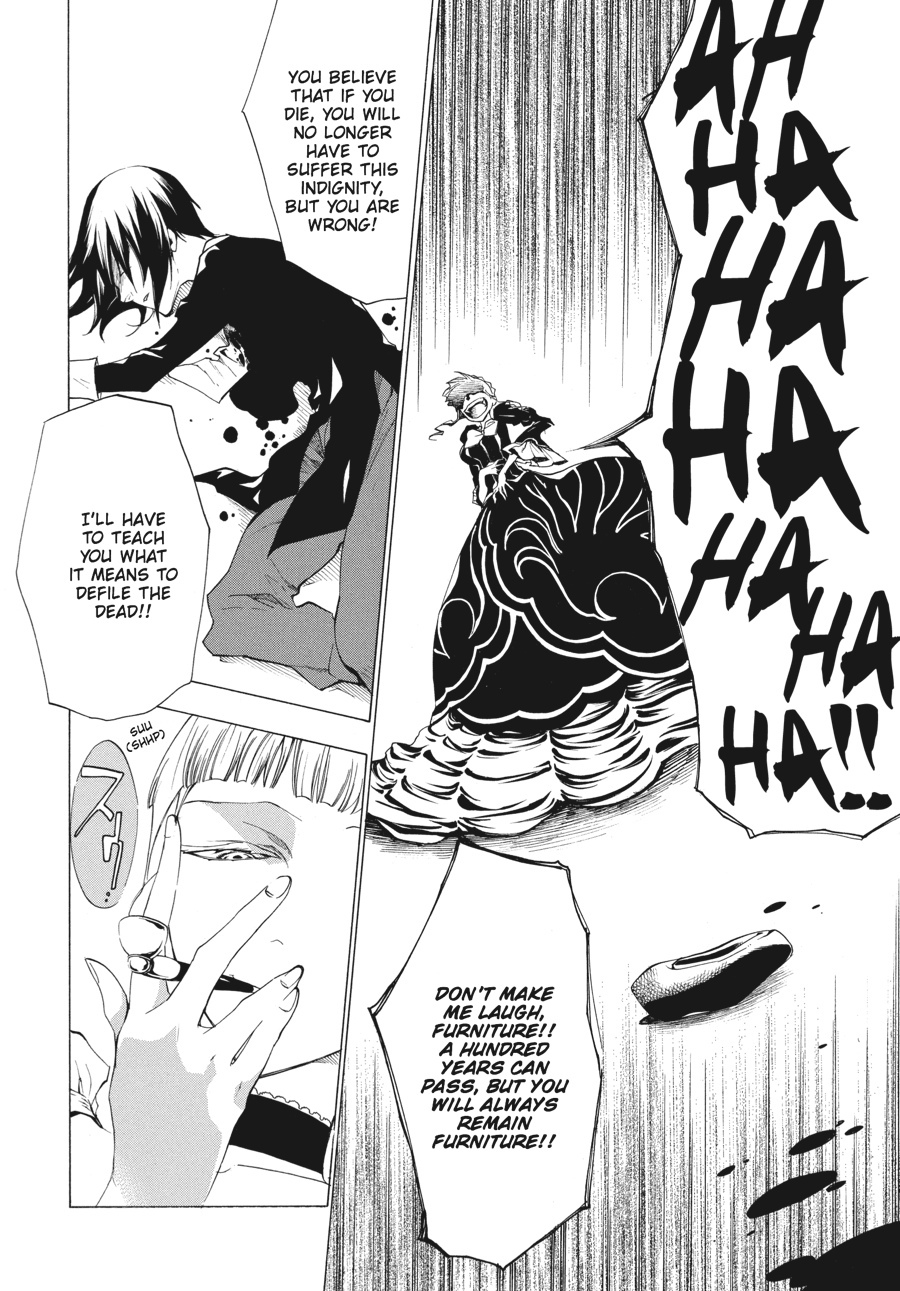 AH
HA
HA
HA
HA
HA
HA!!
DON'T MAKE
ME LAUGH,
FURNITURE!!
A HUNDRED
YEARS CAN
PASS, BUT YOU
WILL ALWAYS
REMAIN
FURNITURE!!
YOU BELIEVE
THAT IF YOU
DIE, YOU WILL
NO LONGER
HAVE TO
SUFFER THIS
INDIGNITY,
BUT YOU ARE
WRONG!
I'LL HAVE
TO TEACH
YOU WHAT
IT MEANS TO
DEFILE THE
DEAD!!
SUU
(SHHP)
スゥ…